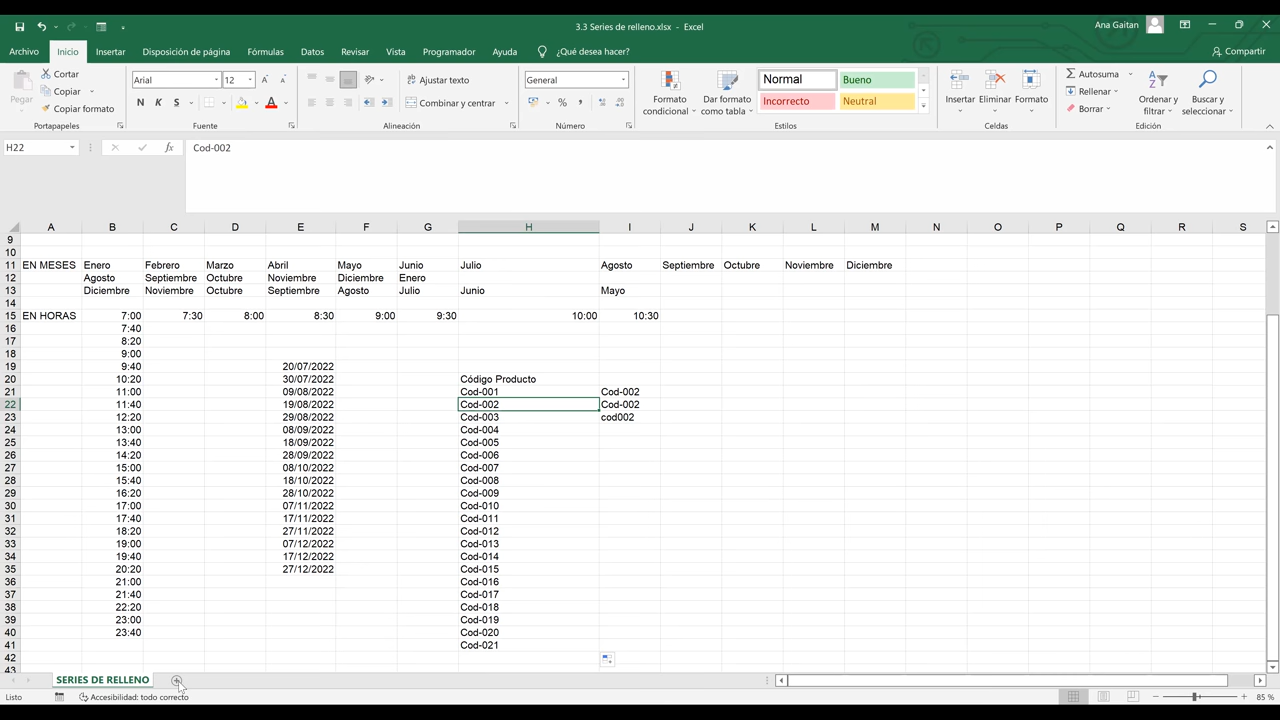 3.3 Series de relleno.xlsx - Excel
Ana Gaitan
Archivo Inicio Insertar Disposición de página Fórmulas Datos Revisar Vista Programador Ayuda ¿Qué desea hacer? Compartir
Pegar
Cortar
Copiar
Copiar formato
Portapapeles
Arial 12
N K S
Fuente
Ajustar texto
Combinar y centrar
Alineación
General
Número
Formato condicional
Dar formato como tabla
Normal Bueno
Incorrecto Neutral
Estilos
Insertar Eliminar Formato
Celdas
Autosuma
Rellenar
Borrar
Ordenar y filtrar
Buscar y seleccionar
Edición
H22 fx Cod-002
A B C D E F G H I J K L M N O P Q R S
9
10
11 EN MESES Enero Febrero Marzo Abril Mayo Junio Julio Agosto Septiembre Octubre Noviembre Diciembre
12 Agosto Septiembre Octubre Noviembre Diciembre Enero
13 Diciembre Noviembre Octubre Septiembre Agosto Julio Junio Mayo
14
15 EN HORAS 7:00 7:30 8:00 8:30 9:00 9:30 10:00 10:30
16 7:40
17 8:20
18 9:00
19 9:40 20/07/2022
20 10:20 30/07/2022 Código Producto
21 11:00 09/08/2022 Cod-001 Cod-002
22 11:40 19/08/2022 Cod-002 Cod-002
23 12:20 29/08/2022 Cod-003 cod002
24 13:00 08/09/2022 Cod-004
25 13:40 18/09/2022 Cod-005
26 14:20 28/09/2022 Cod-006
27 15:00 08/10/2022 Cod-007
28 15:40 18/10/2022 Cod-008
29 16:20 28/10/2022 Cod-009
30 17:00 07/11/2022 Cod-010
31 17:40 17/11/2022 Cod-011
32 18:20 27/11/2022 Cod-012
33 19:00 07/12/2022 Cod-013
34 19:40 17/12/2022 Cod-014
35 20:20 27/12/2022 Cod-015
36 21:00 Cod-016
37 21:40 Cod-017
38 22:20 Cod-018
39 23:00 Cod-019
40 23:40 Cod-020
41 Cod-021
42
43
SERIES DE RELLENO
Listo Accesibilidad: todo correcto 85 %